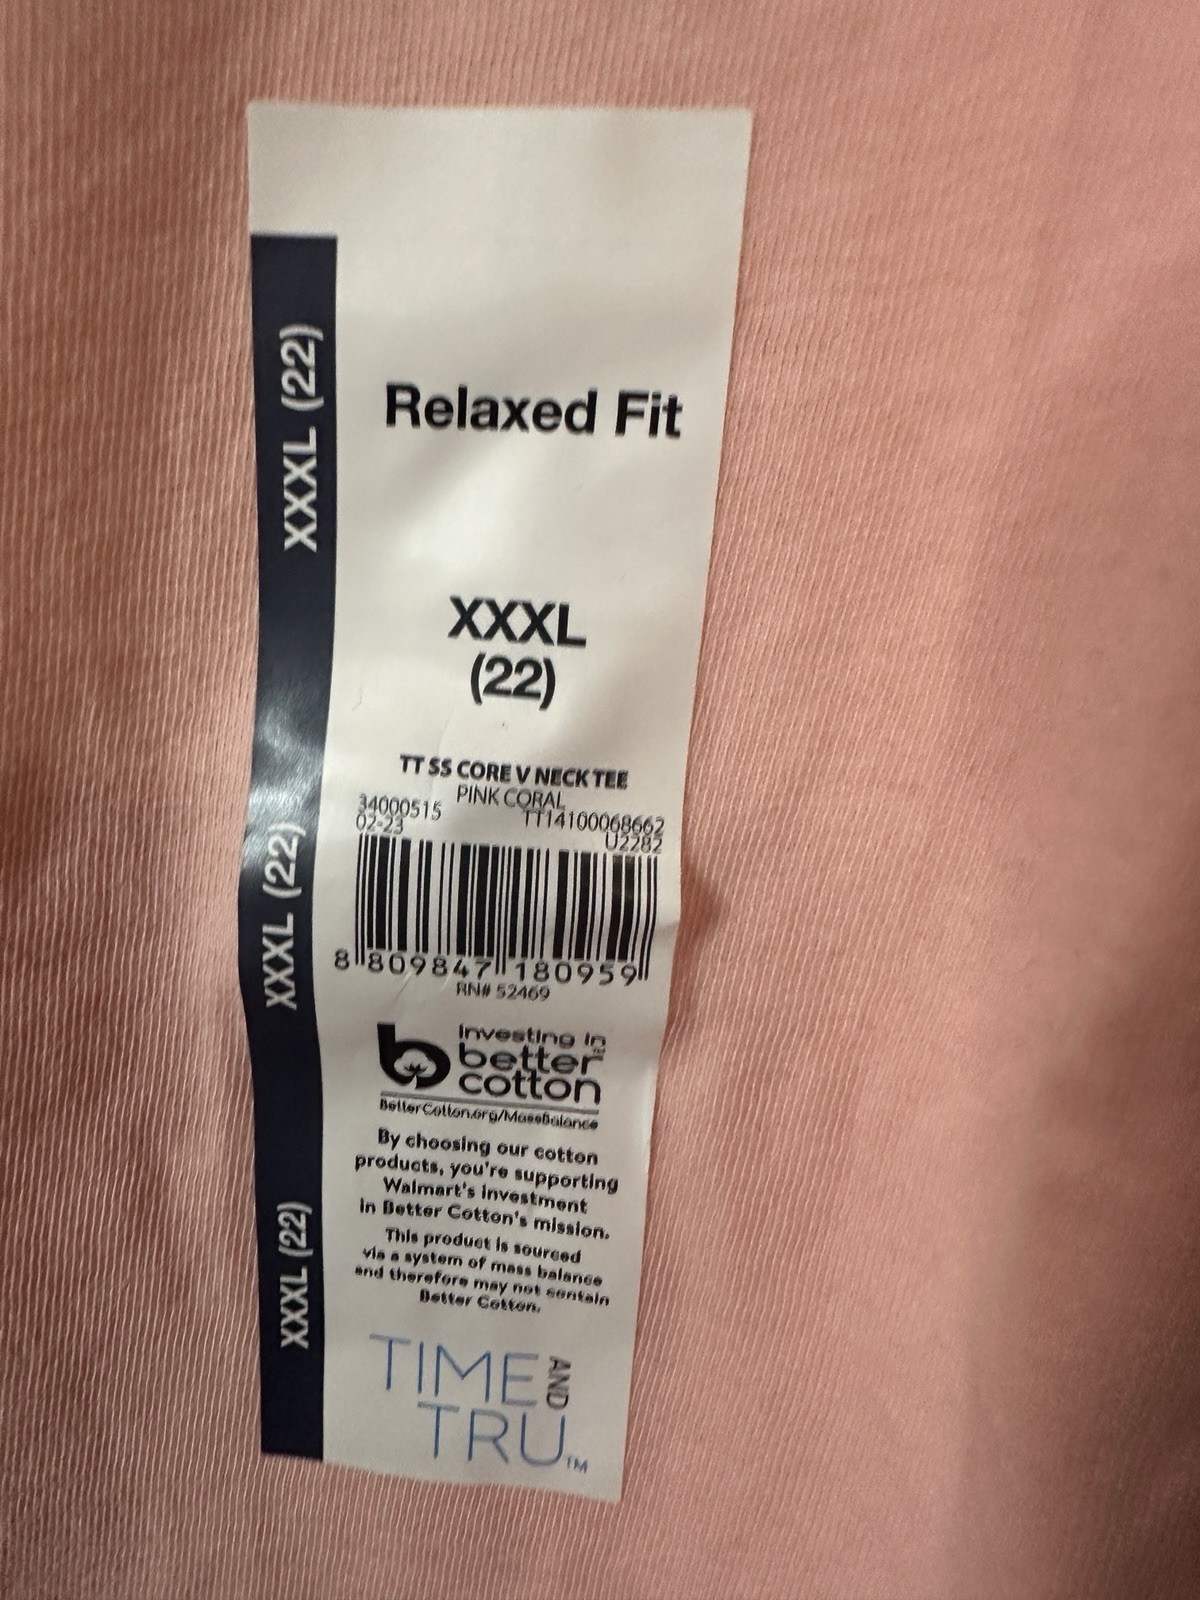 XXXL (22)
Relaxed Fit
XXXL
(22)
TT SS CORE V NECK TEE
PINK CORAL
34000515 TT14100068662
02-23 U2282
XXXL (22)
8 809847 180959
RN# 52469
investing in
better™
cotton
BetterCotton.org/MassBalance
By choosing our cotton
products, you're supporting
Walmart's investment
in Better Cotton's mission.
This product is sourced
via a system of mass balance
and therefore may not contain
Better Cotton.
XXXL (22)
TIME AND
TRU™